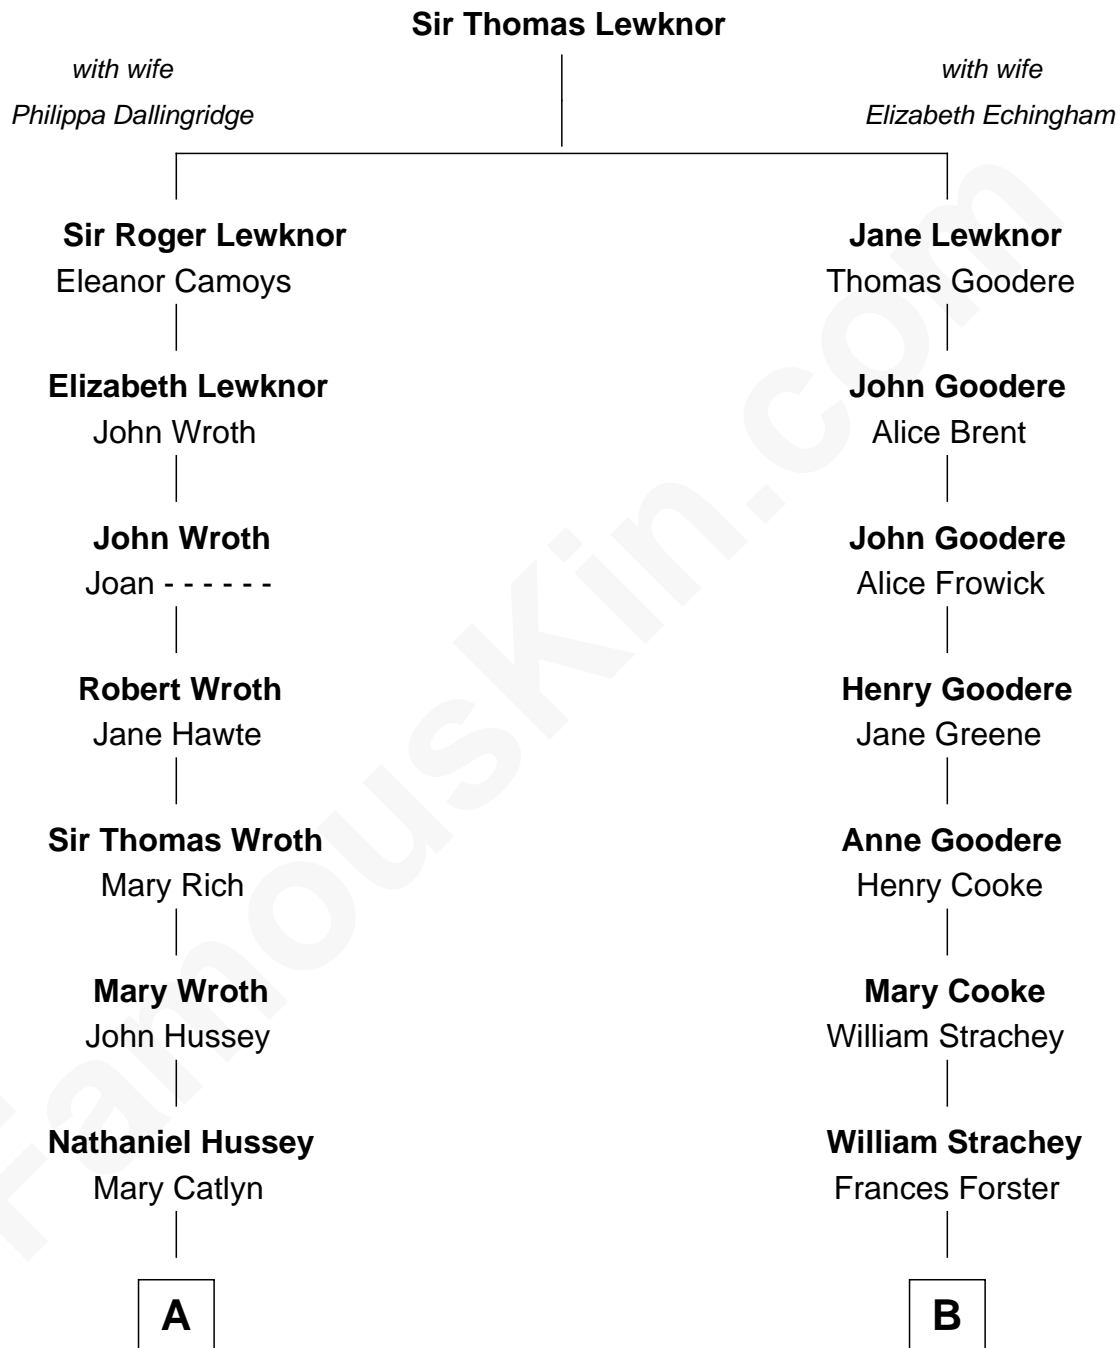 Sir Thomas Lewknor
with wife
Philippa Dallingridge
with wife
Elizabeth Echingham
Sir Roger Lewknor
Eleanor Camoys
Jane Lewknor
Thomas Goodere
Elizabeth Lewknor
John Wroth
John Goodere
Alice Brent
John Wroth
Joan - - - - - -
John Goodere
Alice Frowick
Robert Wroth
Jane Hawte
Henry Goodere
Jane Greene
Sir Thomas Wroth
Mary Rich
Anne Goodere
Henry Cooke
Mary Wroth
John Hussey
Mary Cooke
William Strachey
Nathaniel Hussey
Mary Catlyn
William Strachey
Frances Forster
A
B
FamousKin.com